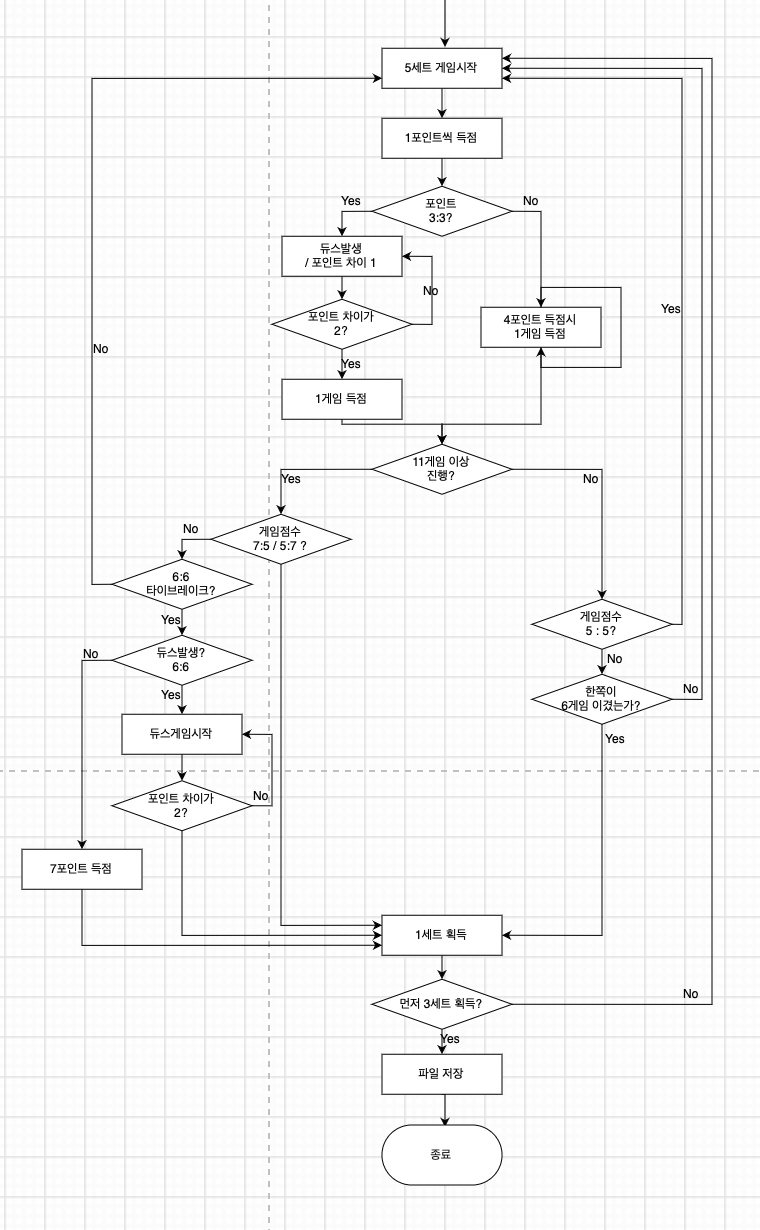 5세트 게임시작
1포인트씩 득점
포인트
3:3?
Yes
No
듀스발생
/ 포인트 차이 1
No
4포인트 득점시
1게임 득점
Yes
포인트 차이가
2?
No
Yes
1게임 득점
11게임 이상
진행?
Yes
No
게임점수
7:5 / 5:7 ?
No
6:6
타이브레이크?
Yes
게임점수
5 : 5?
듀스발생?
6:6
No
No
Yes
한쪽이
6게임 이겼는가?
No
듀스게임시작
Yes
포인트 차이가
2?
No
7포인트 득점
1세트 획득
먼저 3세트 획득?
No
Yes
파일 저장
종료